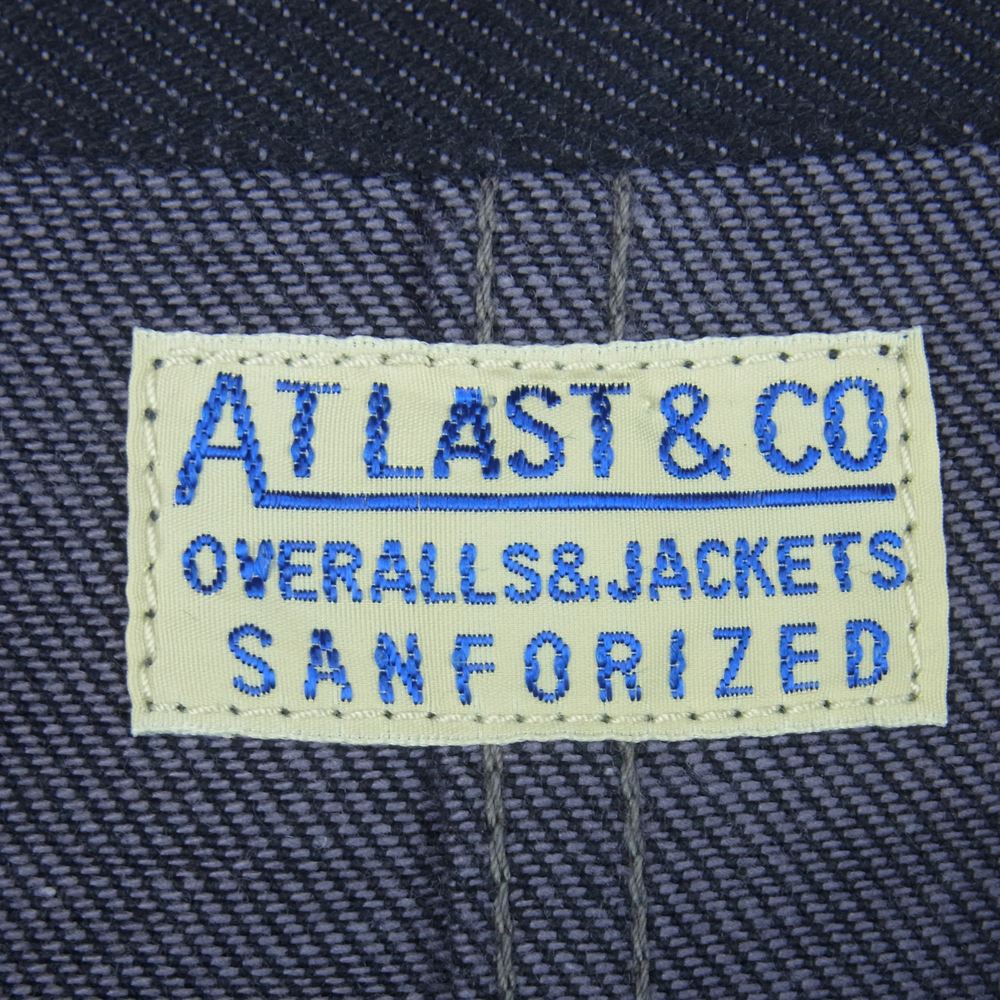 AT LAST & CO
OVERALLS & JACKETS
SANFORIZED